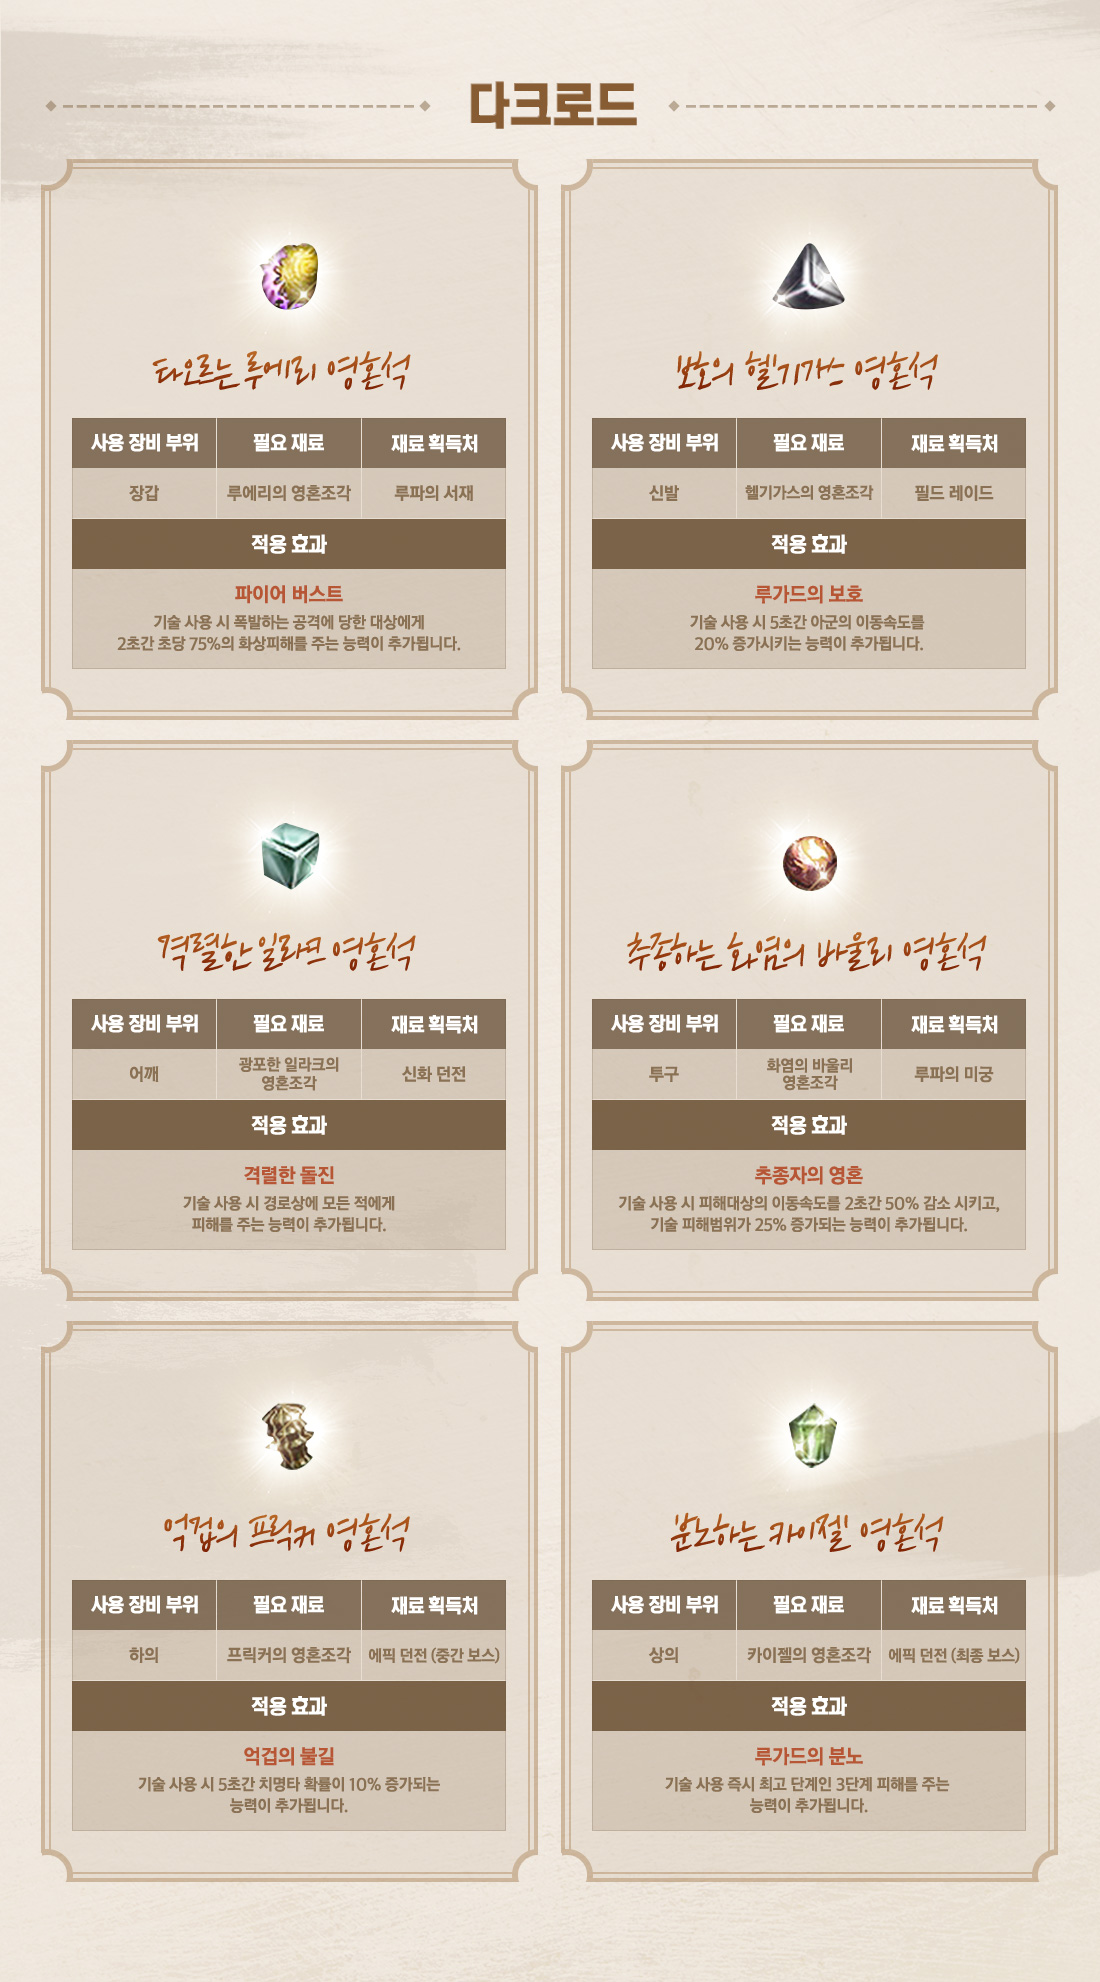 다크로드
타오르는 루에리 영혼석
사용 장비 부위 필요 재료 재료 획득처
장갑 루에리의 영혼조각 루파의 서재
적용 효과
파이어 버스트
기술 사용 시 폭발하는 공격에 당한 대상에게
2초간 초당 75%의 화상피해를 주는 능력이 추가됩니다.
보호의 헬기가스 영혼석
사용 장비 부위 필요 재료 재료 획득처
신발 헬기가스의 영혼조각 필드 레이드
적용 효과
루가드의 보호
기술 사용 시 5초간 아군의 이동속도를
20% 증가시키는 능력이 추가됩니다.
격렬한 일라크 영혼석
사용 장비 부위 필요 재료 재료 획득처
어깨 광포한 일라크의
영혼조각 신화 던전
적용 효과
격렬한 돌진
기술 사용 시 경로상에 모든 적에게
피해를 주는 능력이 추가됩니다.
추종하는 화염의 바울리 영혼석
사용 장비 부위 필요 재료 재료 획득처
투구 화염의 바울리
영혼조각 루파의 미궁
적용 효과
추종자의 영혼
기술 사용 시 피해대상의 이동속도를 2초간 50% 감소 시키고,
기술 피해범위가 25% 증가되는 능력이 추가됩니다.
억겁의 프릭커 영혼석
사용 장비 부위 필요 재료 재료 획득처
하의 프릭커의 영혼조각 에픽 던전 (중간 보스)
적용 효과
억겁의 불길
기술 사용 시 5초간 치명타 확률이 10% 증가되는
능력이 추가됩니다.
분노하는 카이젤 영혼석
사용 장비 부위 필요 재료 재료 획득처
상의 카이젤의 영혼조각 에픽 던전 (최종 보스)
적용 효과
루가드의 분노
기술 사용 즉시 최고 단계인 3단계 피해를 주는
능력이 추가됩니다.